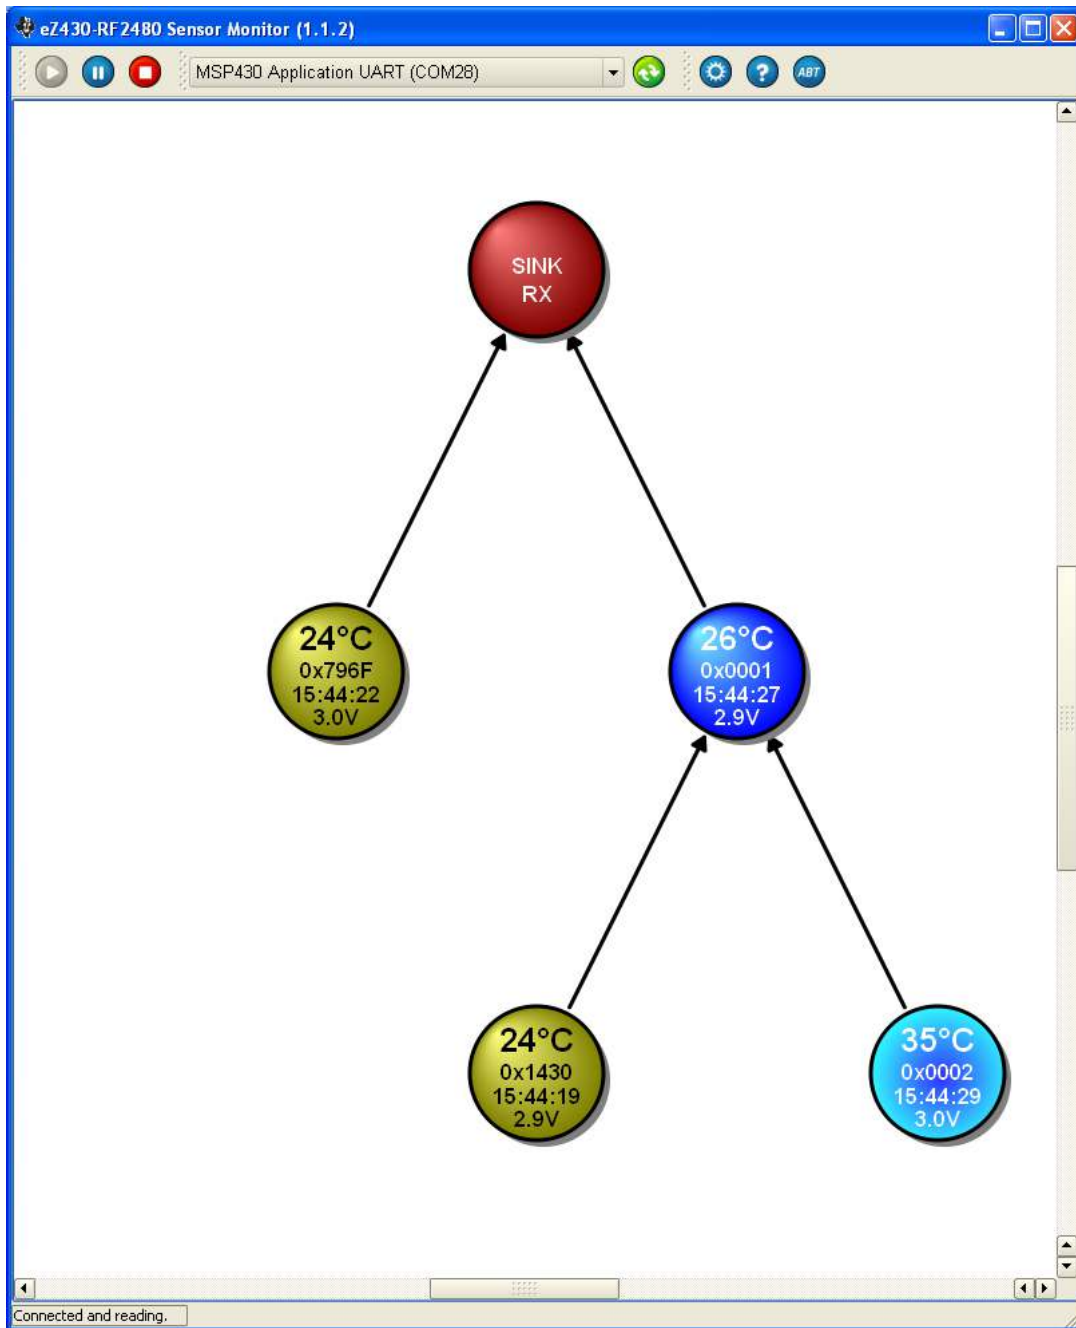 eZ430-RF2480 Sensor Monitor (1.1.2)
MSP430 Application UART (COM28)
?
ABT
SINK
RX
24°C
0x796F
15:44:22
3.0V
26°C
0x0001
15:44:27
2.9V
24°C
0x1430
15:44:19
2.9V
35°C
0x0002
15:44:29
3.0V
Connected and reading.